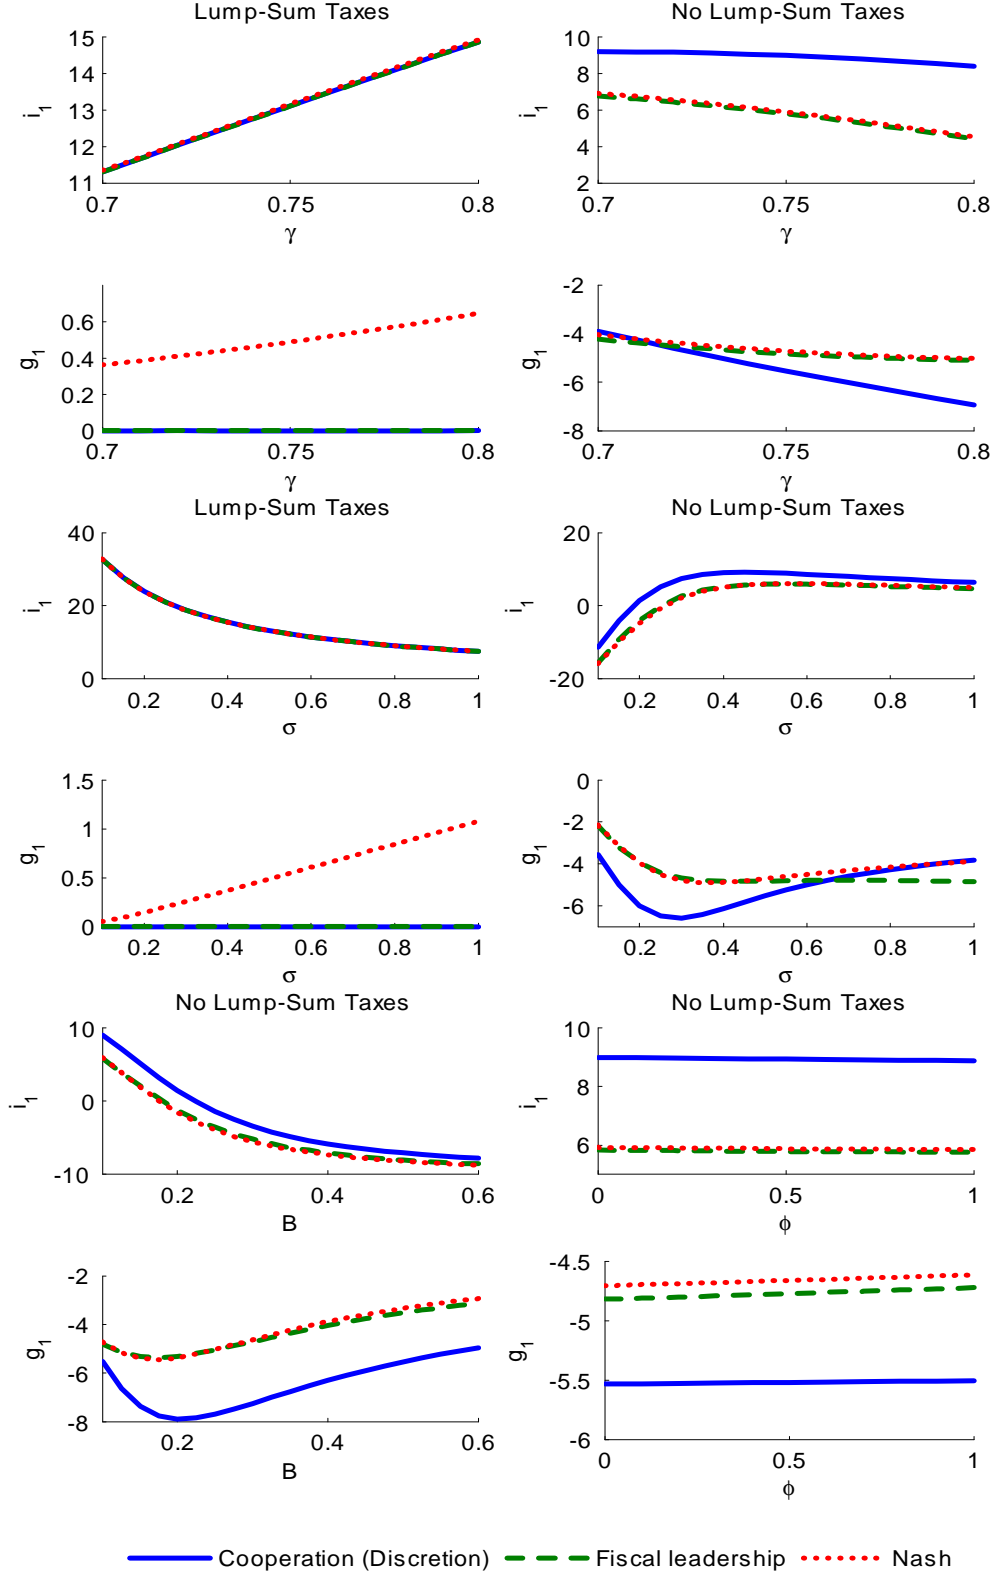 Lump-Sum Taxes
No Lump-Sum Taxes
15
14
13
12
11
i1
0.7
0.75
0.8
γ
10
8
6
4
2
i1
0.7
0.75
0.8
γ
0.6
0.4
0.2
0
g1
0.7
0.75
0.8
γ
-2
-4
-6
-8
g1
0.7
0.75
0.8
γ
Lump-Sum Taxes
No Lump-Sum Taxes
40
20
0
i1
0.2
0.4
0.6
0.8
1
σ
20
0
-20
i1
0.2
0.4
0.6
0.8
1
σ
1.5
1
0.5
0
g1
0.2
0.4
0.6
0.8
1
σ
0
-2
-4
-6
g1
0.2
0.4
0.6
0.8
1
σ
No Lump-Sum Taxes
No Lump-Sum Taxes
10
0
-10
i1
0.2
0.4
0.6
B
10
8
6
i1
0
0.5
1
ϕ
-2
-4
-6
-8
g1
0.2
0.4
0.6
B
-4.5
-5
-5.5
-6
g1
0
0.5
1
ϕ
Cooperation (Discretion)
Fiscal leadership
Nash